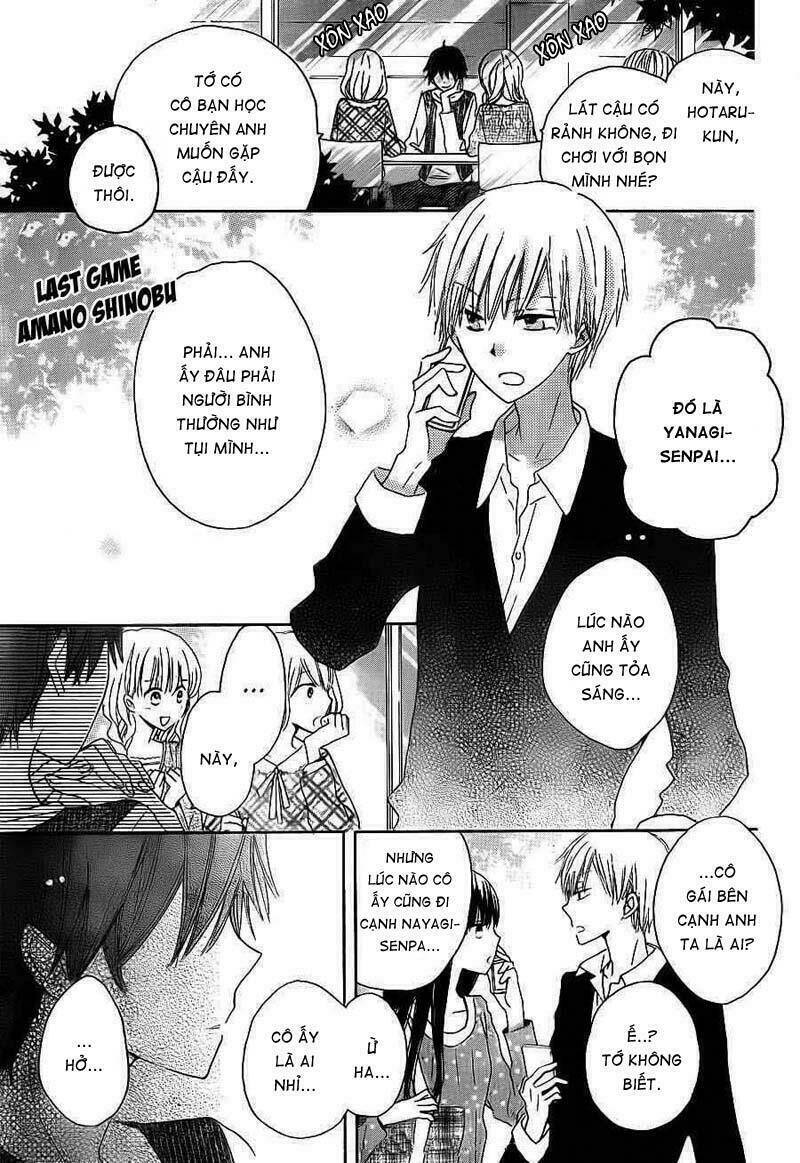 XÔN XAO
XÔN XAO
NÀY,
HOTARU-
KUN,
LÁT CẬU CÓ
RẢNH KHÔNG, ĐI
CHƠI VỚI BỌN
MÌNH NHÉ?
TỚ CÓ
CÔ BẠN HỌC
CHUYÊN ANH
MUỐN GẶP
CẬU ĐẤY.
ĐƯỢC
THÔI.
LAST GAME
AMANO SHINOBU
ĐÓ LÀ
YANAGI-
SENPAI...
PHẢI... ANH
ẤY ĐÂU PHẢI
NGƯỜI BÌNH
THƯỜNG NHƯ
TỤI MÌNH...
LÚC NÀO
ANH ẤY
CŨNG TỎA
SÁNG...
...
NÀY,
...CÔ
GÁI BÊN
CẠNH ANH
TA LÀ AI?
Ế..?
TỚ KHÔNG
BIẾT.
NHƯNG
LÚC NÀO CÔ
ẤY CŨNG ĐI
CẠNH NAYAGI-
SENPA...
Ừ
HA...
CÔ ẤY
LÀ AI
NHỈ...
...
HỞ...